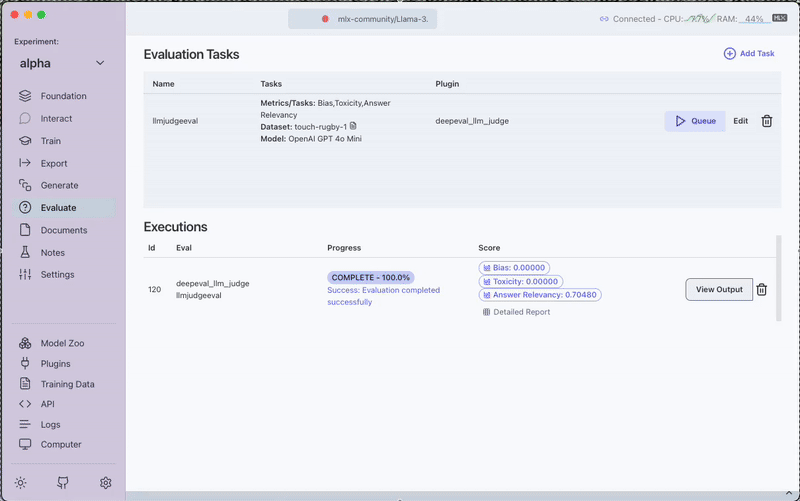 mlx-community/Llama-3.
Connected - CPU: 7.7% RAM: 44% MLX
Experiment:
alpha
Foundation
Interact
Train
Export
Generate
Evaluate
Documents
Notes
Settings
Model Zoo
Plugins
Training Data
API
Logs
Computer
Evaluation Tasks
Add Task
Name Tasks Plugin
llmjudgeeval
Metrics/Tasks: Bias,Toxicity,Answer
Relevancy
Dataset: touch-rugby-1
Model: OpenAI GPT 4o Mini
deepeval_llm_judge
Queue Edit
Executions
Id Eval Progress Score
120
deepeval_llm_judge
llmjudgeeval
COMPLETE - 100.0%
Success: Evaluation completed
successfully
Bias: 0.00000
Toxicity: 0.00000
Answer Relevancy: 0.70480
Detailed Report
View Output